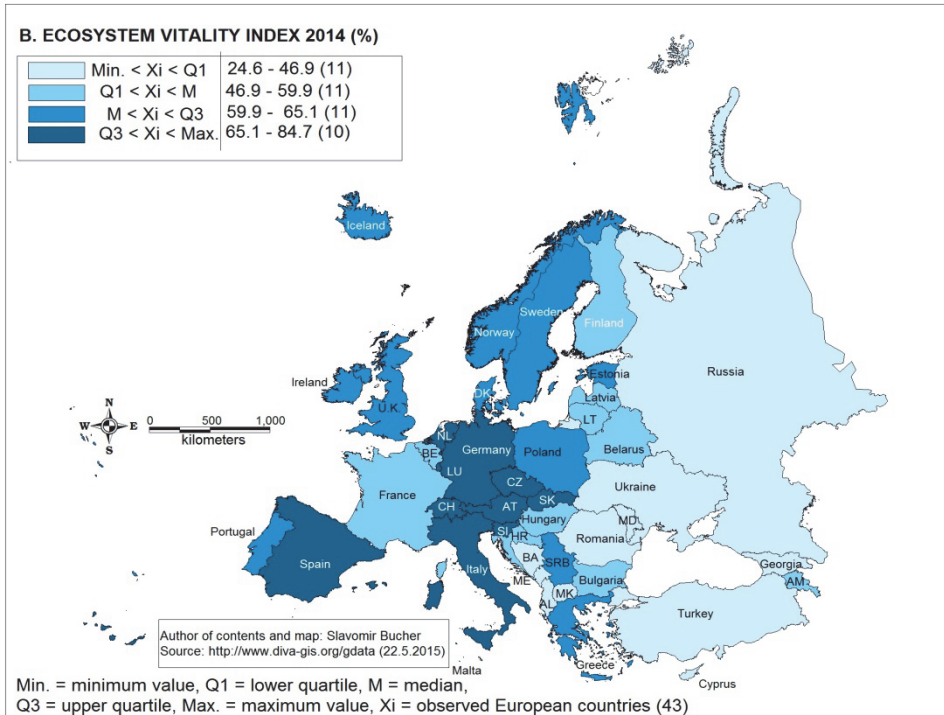 B. ECOSYSTEM VITALITY INDEX 2014 (%)
Min. < Xi < Q1 24.6 - 46.9 (11)
Q1 < Xi < M 46.9 - 59.9 (11)
M < Xi < Q3 59.9 - 65.1 (11)
Q3 < Xi < Max. 65.1 - 84.7 (10)
Iceland
Sweden
Norway
Finland
Russia
Estonia
Ireland
DK
Latvia
U.K.
LT
N
W E
S
0 500 1,000
kilometers
NL
BE
Germany
Poland
Belarus
LU
CZ
Ukraine
France
SK
CH
AT
MD
Hungary
Portugal
SI
HR
Romania
BA
SRB
Georgia
Spain
Italy
ME
Bulgaria
AM
MK
AL
Turkey
Author of contents and map: Slavomir Bucher
Source: http://www.diva-gis.org/gdata (22.5.2015)
Malta
Greece
Cyprus
Min. = minimum value, Q1 = lower quartile, M = median,
Q3 = upper quartile, Max. = maximum value, Xi = observed European countries (43)